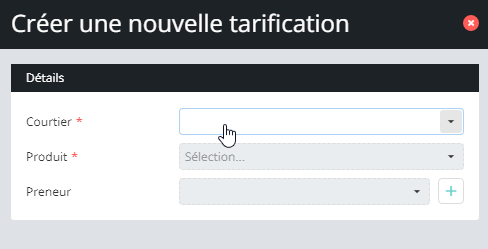 Créer une nouvelle tarification
Détails
Courtier *
Produit * Sélection...
Preneur